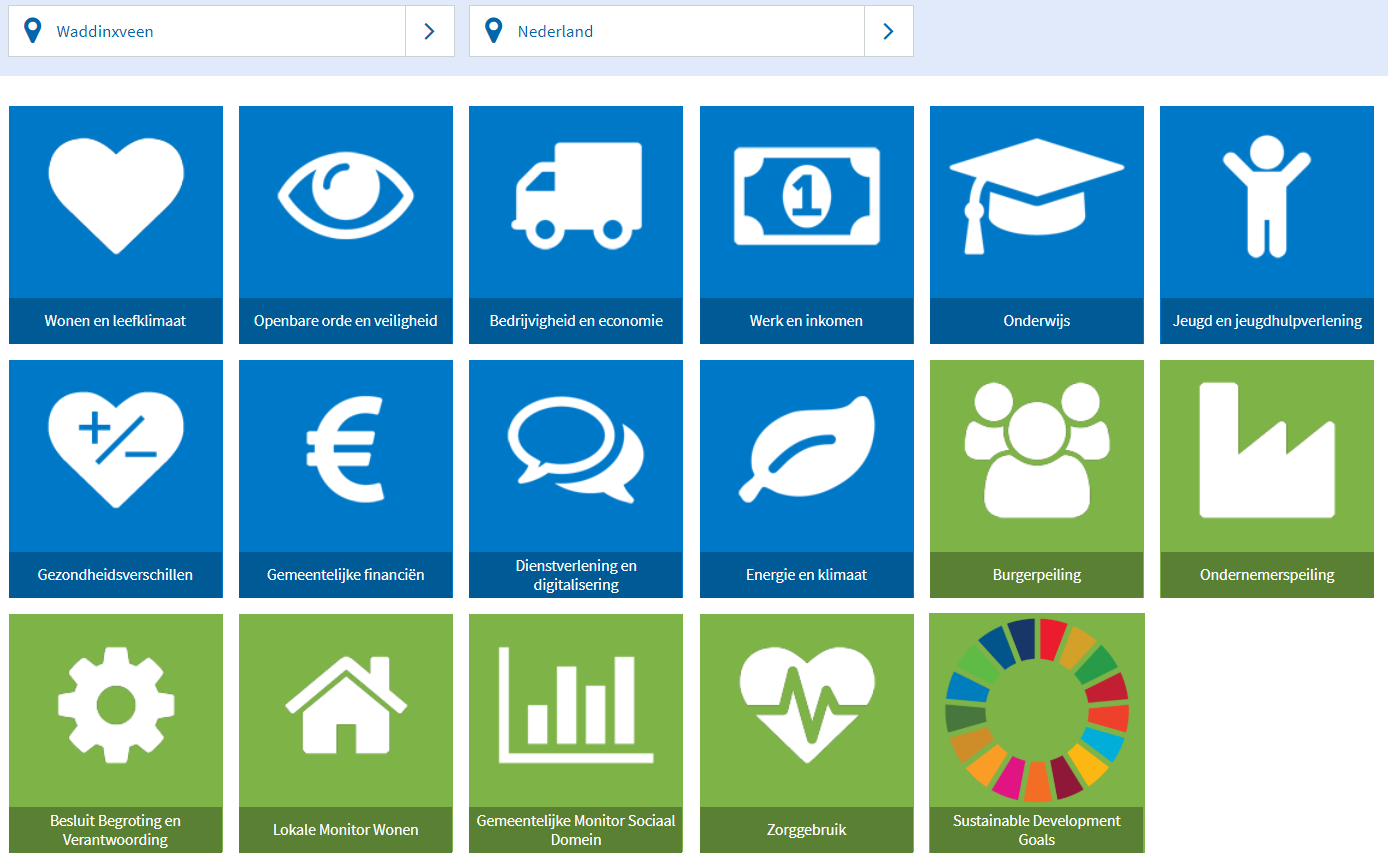 Waddinxveen
Nederland
1
Wonen en leefklimaat
Openbare orde en veiligheid
Bedrijvigheid en economie
Werk en inkomen
Onderwijs
Jeugd en jeugdhulpverlening
Gezondheidsverschillen
Gemeentelijke financiën
Dienstverlening en
digitalisering
Energie en klimaat
Burgerpeiling
Ondernemerspeiling
Besluit Begroting en
Verantwoording
Lokale Monitor Wonen
Gemeentelijke Monitor Sociaal
Domein
Zorggebruik
Sustainable Development
Goals